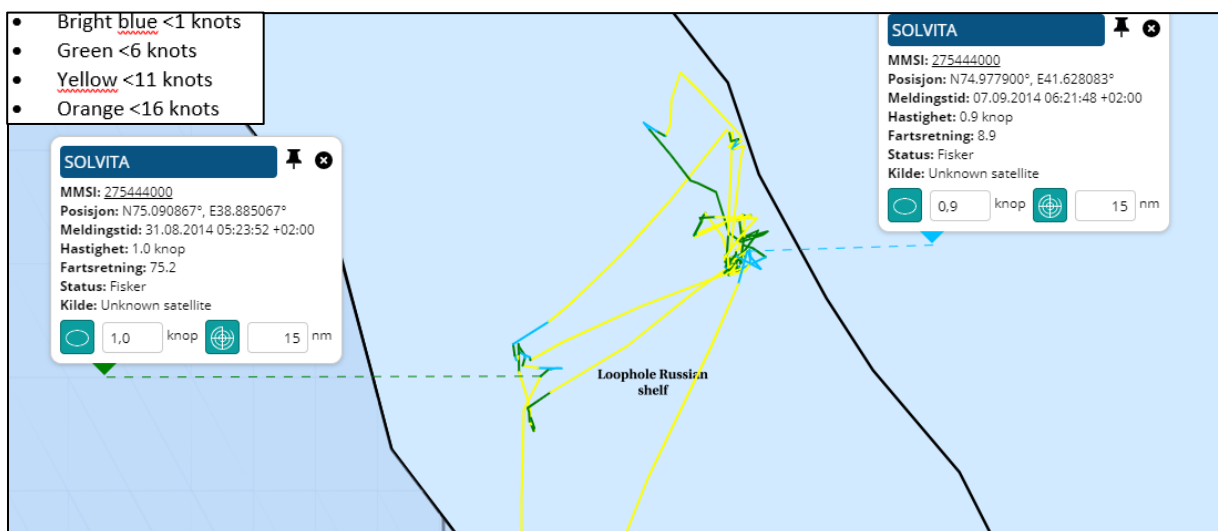 • Bright blue <1 knots
• Green <6 knots
• Yellow <11 knots
• Orange <16 knots
SOLVITA
MMSI: 275444000
Posisjon: N75.090867°, E38.885067°
Meldingstid: 31.08.2014 05:23:52 +02:00
Hastighet: 1.0 knop
Fartsretning: 75.2
Status: Fisker
Kilde: Unknown satellite
1,0 knop 15 nm
SOLVITA
MMSI: 275444000
Posisjon: N74.977900°, E41.628083°
Meldingstid: 07.09.2014 06:21:48 +02:00
Hastighet: 0.9 knop
Fartsretning: 8.9
Status: Fisker
Kilde: Unknown satellite
0,9 knop 15 nm
Loophole Russian
shelf